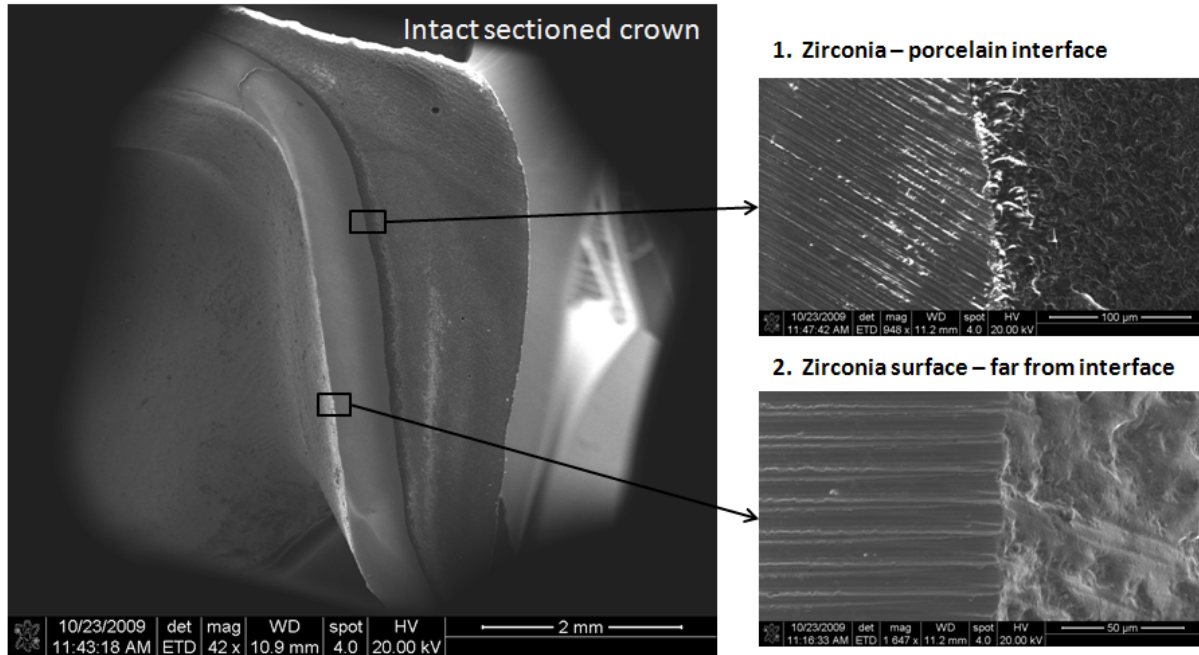 Intact sectioned crown
10/23/2009 det mag WD spot HV
11:43:18 AM ETD 42 x 10.9 mm 4.0 20.00 kV
2 mm
1. Zirconia – porcelain interface
10/23/2009 det mag WD spot HV
11:47:42 AM ETD 948 x 11.2 mm 4.0 20.00 kV
100 µm
2. Zirconia surface – far from interface
10/23/2009 det mag WD spot HV
11:16:33 AM ETD 1 647 x 11.2 mm 4.0 20.00 kV
50 µm